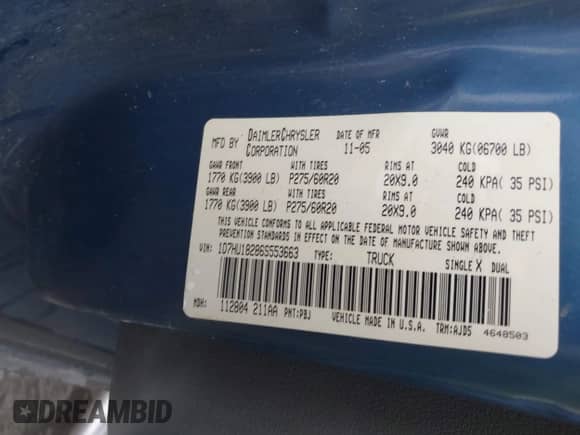 MFD BY DAIMLERCHRYSLER CORPORATION DATE OF MFR 11-05 GVWR 3040 KG(06700 LB)
GAWR FRONT WITH TIRES RIMS AT COLD
1770 KG(3900 LB) P275/60R20 20X9.0 240 KPA( 35 PSI)
GAWR REAR WITH TIRES RIMS AT COLD
1770 KG(3900 LB) P275/60R20 20X9.0 240 KPA( 35 PSI)
THIS VEHICLE CONFORMS TO ALL APPLICABLE FEDERAL MOTOR VEHICLE SAFETY AND THEFT
PREVENTION STANDARDS IN EFFECT ON THE DATE OF MANUFACTURE SHOWN ABOVE.
VIN: 1D7HU18286S553663 TYPE: TRUCK SINGLE X DUAL
MDH: 112804 211AA PNT:PBJ VEHICLE MADE IN U.S.A. TRM:AJD5 4648503
DREAMBID